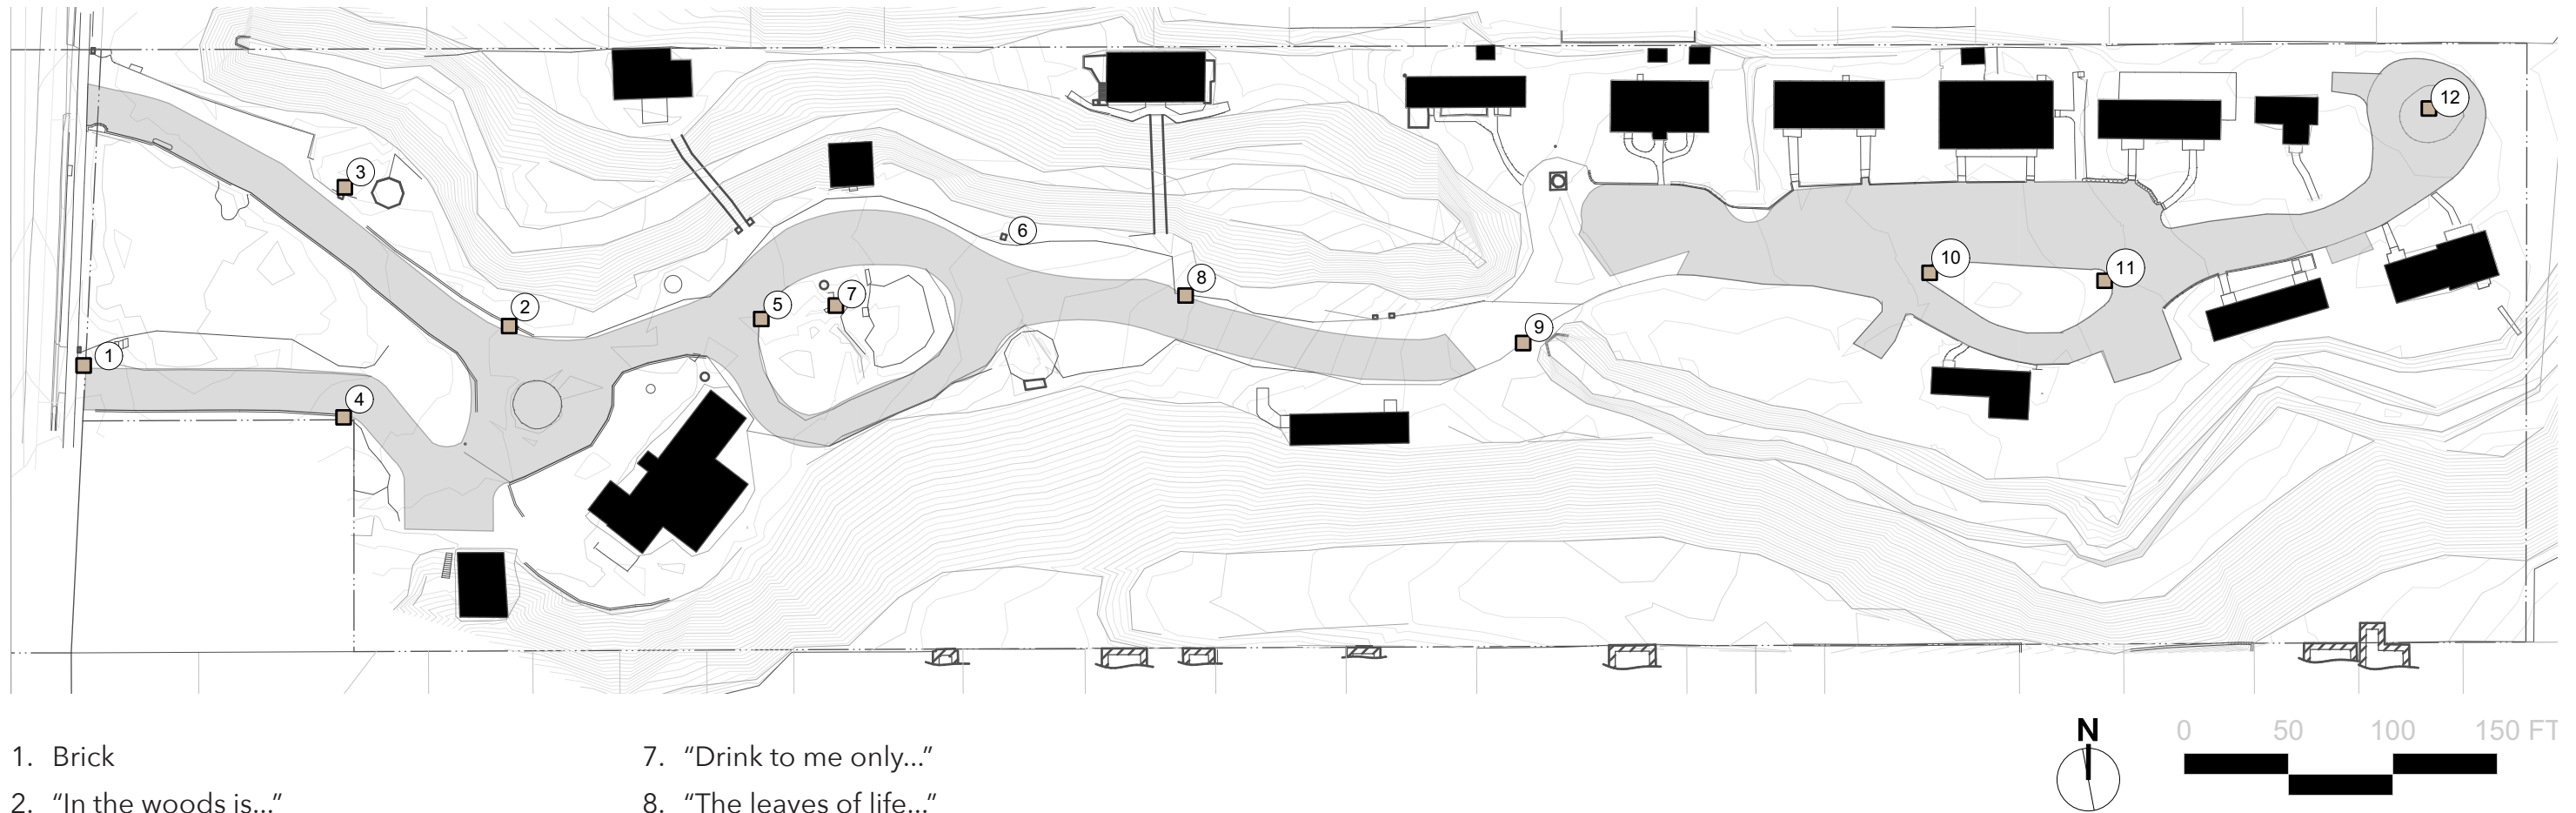 12
3
6
8
10
11
7
5
2
9
1
4
N
0 50 100 150 FT
1. Brick
2. “In the woods is...”
7. “Drink to me only...”
8. “The leaves of life...”